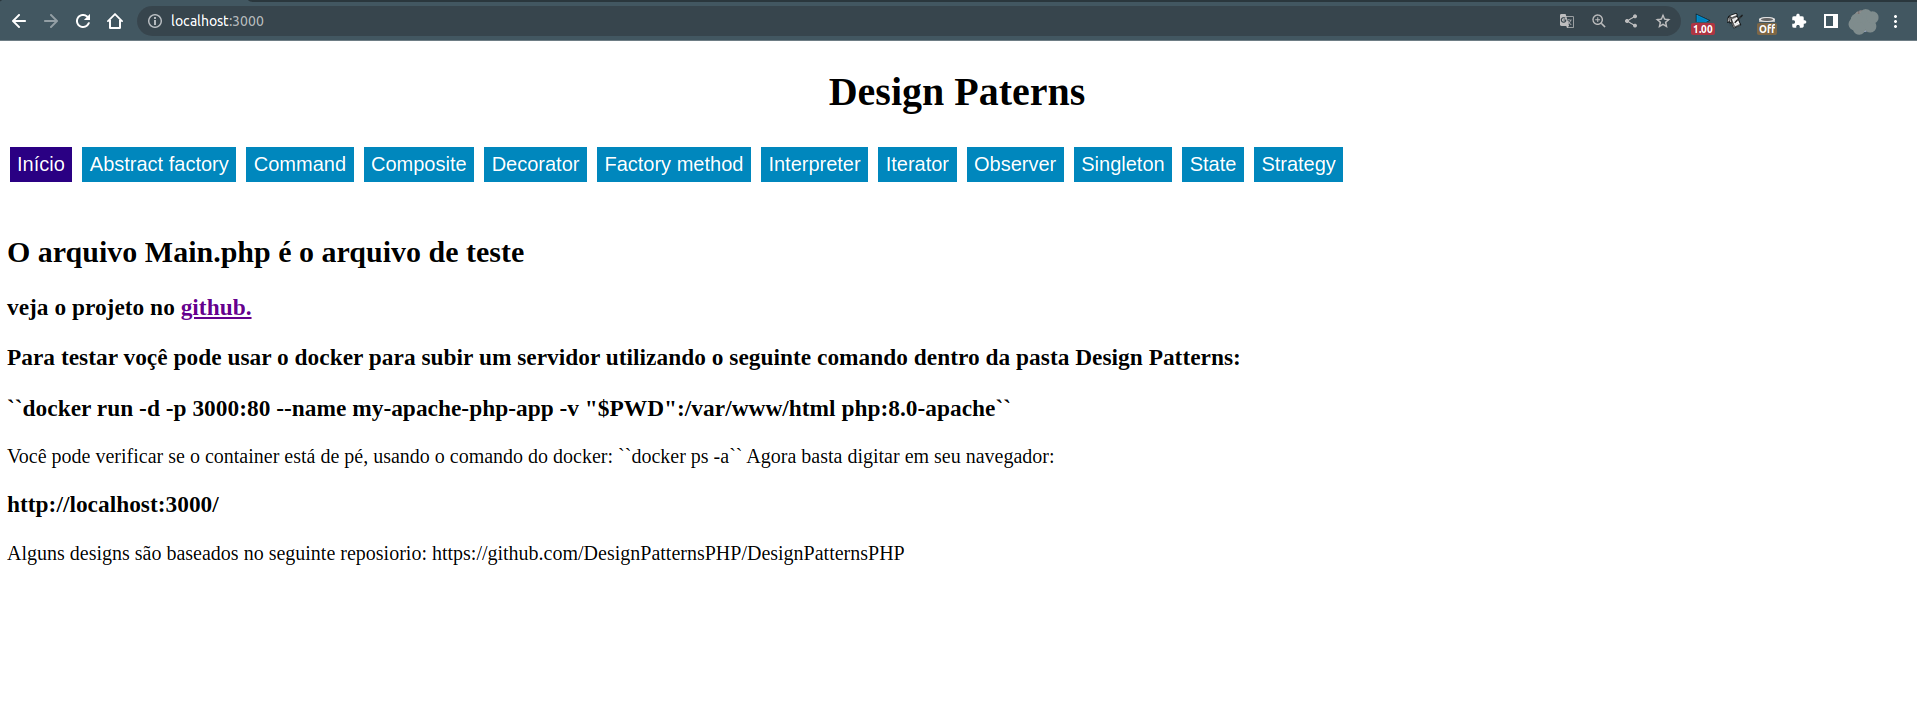 localhost:3000
1.00
Off
Design Paterns
Início Abstract factory Command Composite Decorator Factory method Interpreter Iterator Observer Singleton State Strategy
O arquivo Main.php é o arquivo de teste
veja o projeto no github.
Para testar voçê pode usar o docker para subir um servidor utilizando o seguinte comando dentro da pasta Design Patterns:
``docker run -d -p 3000:80 --name my-apache-php-app -v "$PWD":/var/www/html php:8.0-apache``
Você pode verificar se o container está de pé, usando o comando do docker: ``docker ps -a`` Agora basta digitar em seu navegador:
http://localhost:3000/
Alguns designs são baseados no seguinte reposiorio: https://github.com/DesignPatternsPHP/DesignPatternsPHP